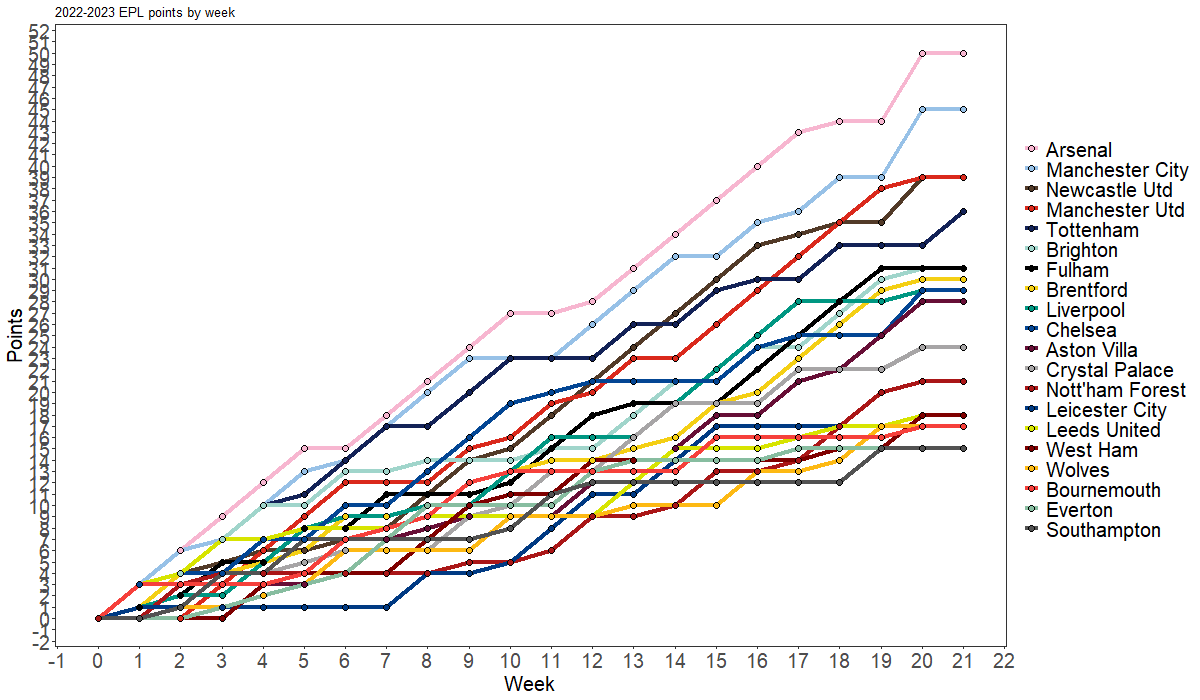 2022-2023 EPL points by week
52
51
50
49
48
47
46
45
44
43
42
41
40
39
38
37
36
35
34
33
32
31
30
29
28
27
26
25
24
23
22
21
20
19
18
17
16
15
14
13
12
11
10
9
8
7
6
5
4
3
2
1
0
-1
-2
Points
-1 0 1 2 3 4 5 6 7 8 9 10 11 12 13 14 15 16 17 18 19 20 21 22
Week
Arsenal
Manchester City
Newcastle Utd
Manchester Utd
Tottenham
Brighton
Fulham
Brentford
Liverpool
Chelsea
Aston Villa
Crystal Palace
Nott'ham Forest
Leicester City
Leeds United
West Ham
Wolves
Bournemouth
Everton
Southampton